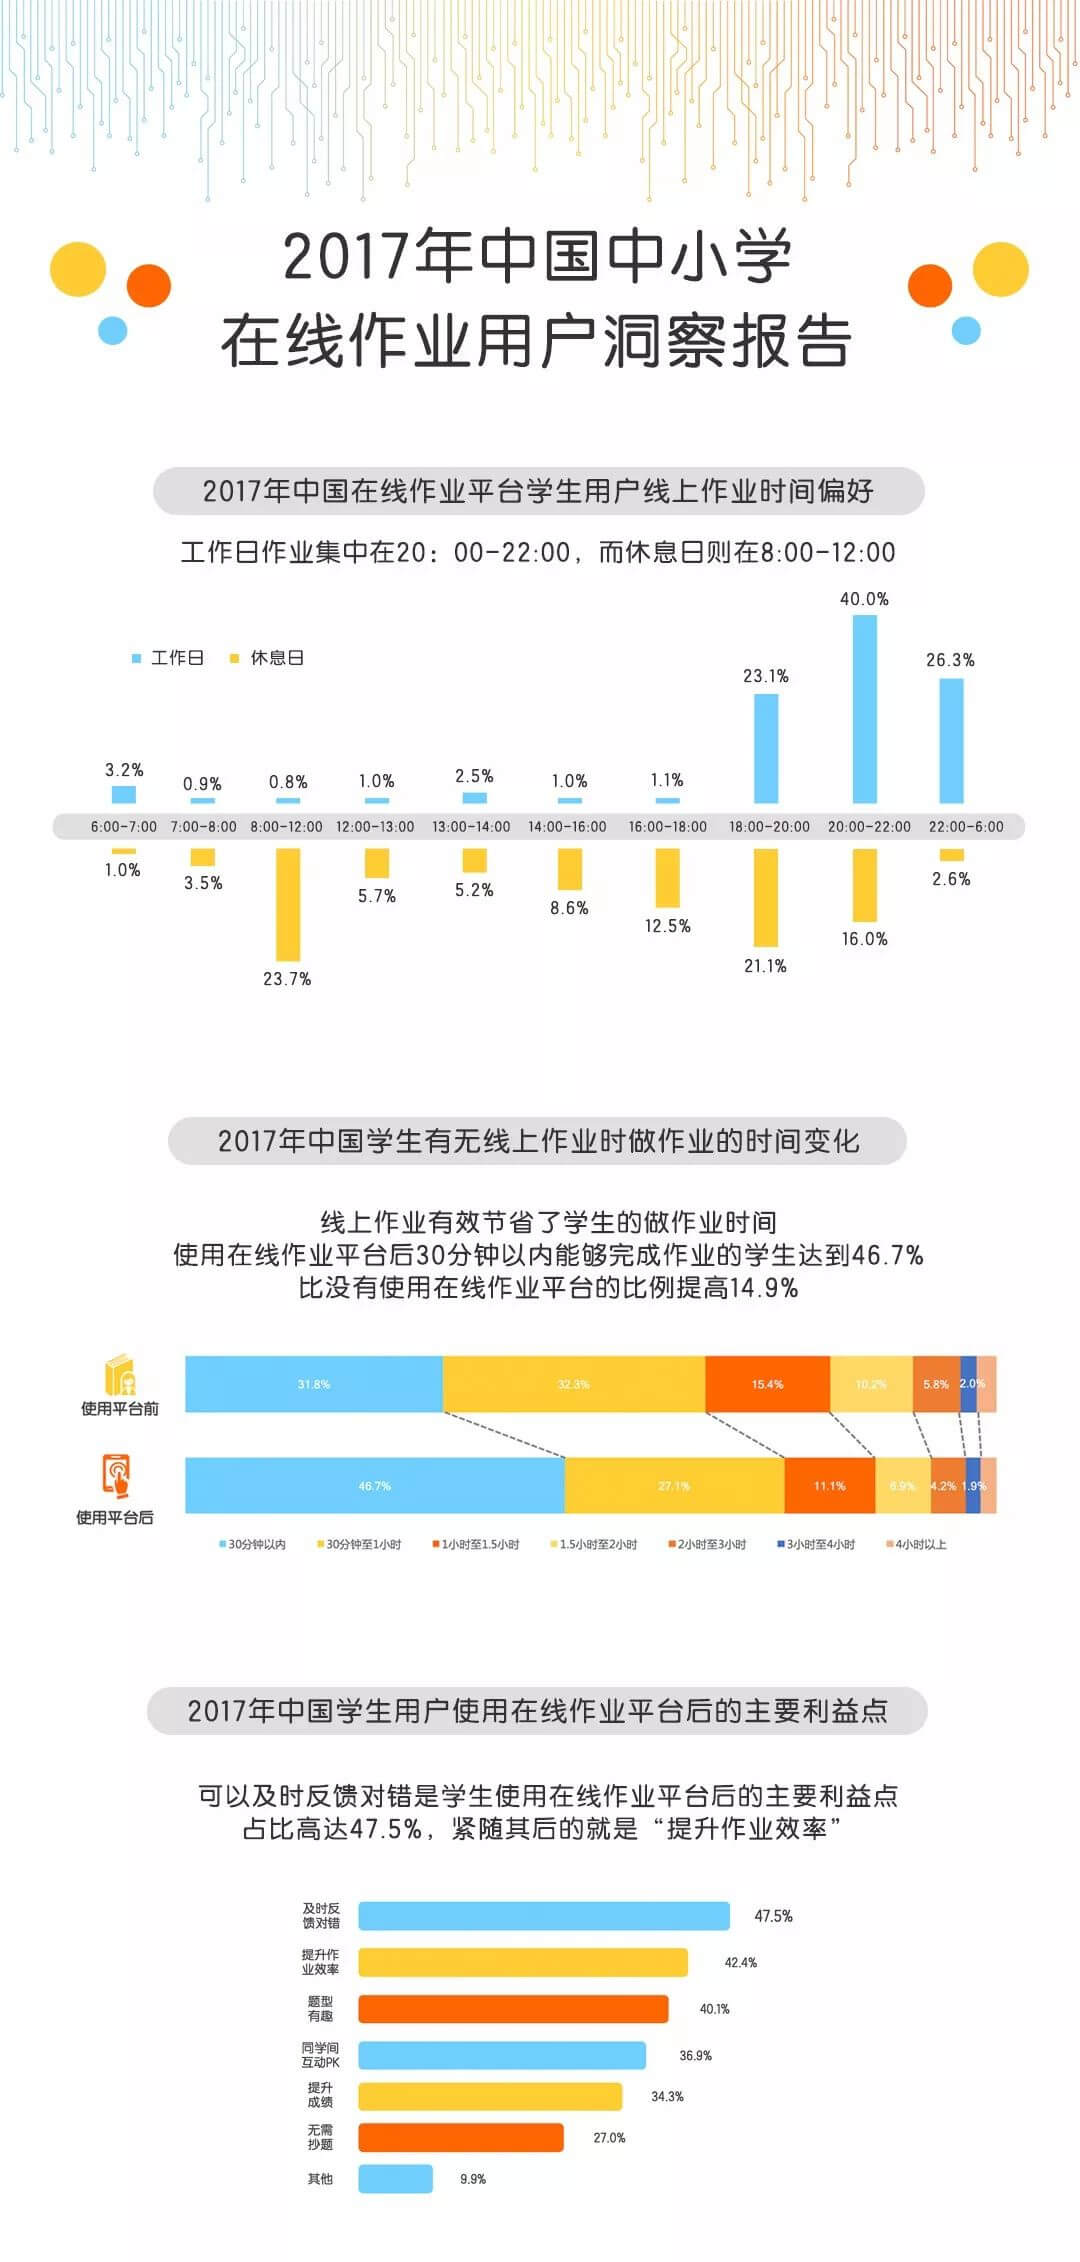 2017年中国中小学
在线作业用户洞察报告
2017年中国在线作业平台学生用户线上作业时间偏好
工作日作业集中在20：00-22:00，而休息日则在8:00-12:00
40.0%
工作日 休息日
26.3%
23.1%
3.2% 0.9% 0.8% 1.0% 2.5% 1.0% 1.1%
6:00-7:00 7:00-8:00 8:00-12:00 12:00-13:00 13:00-14:00 14:00-16:00 16:00-18:00 18:00-20:00 20:00-22:00 22:00-6:00
1.0% 3.5% 23.7% 5.7% 5.2% 8.6% 12.5% 21.1% 16.0% 2.6%
2017年中国学生有无线上作业时做作业的时间变化
线上作业有效节省了学生的做作业时间
使用在线作业平台后30分钟以内能够完成作业的学生达到46.7%
比没有使用在线作业平台的比例提高14.9%
使用平台前
31.8% 32.3% 15.4% 10.2% 5.8% 2.0%
使用平台后
46.7% 27.1% 11.1% 6.9% 4.2% 1.9%
30分钟以内 30分钟至1小时 1小时至1.5小时 1.5小时至2小时 2小时至3小时 3小时至4小时 4小时以上
2017年中国学生用户使用在线作业平台后的主要利益点
可以及时反馈对错是学生使用在线作业平台后的主要利益点
占比高达47.5%，紧随其后的就是“提升作业效率”
及时反
馈对错
47.5%
提升作
业效率
42.4%
题型
有趣
40.1%
同学间
互动PK
36.9%
提升
成绩
34.3%
无需
抄题
27.0%
其他
9.9%